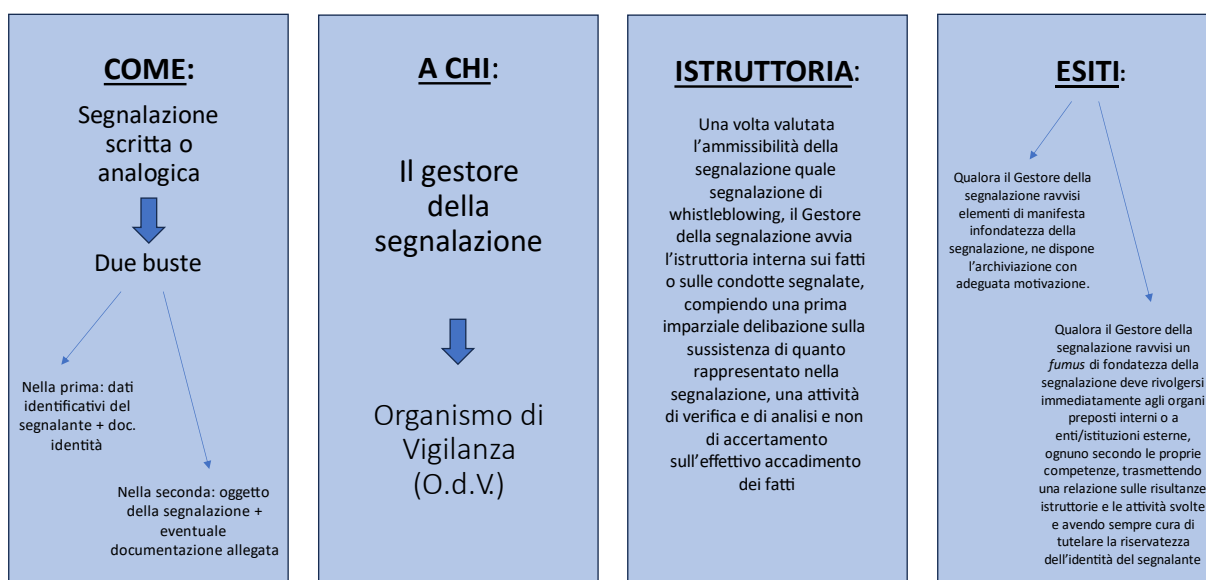 COME:
Segnalazione
scritta o
analogica
Due buste
Nella prima: dati
identificativi del
segnalante + doc.
identità
Nella seconda: oggetto
della segnalazione +
eventuale
documentazione allegata
A CHI:
Il gestore
della
segnalazione
Organismo di
Vigilanza
(O.d.V.)
ISTRUTTORIA:
Una volta valutata
l’ammissibilità della
segnalazione quale
segnalazione di
whistleblowing, il Gestore
della segnalazione avvia
l’istruttoria interna sui fatti
o sulle condotte segnalate,
compiendo una prima
imparziale delibazione sulla
sussistenza di quanto
rappresentato nella
segnalazione, una attività
di verifica e di analisi e non
di accertamento
sull’effettivo accadimento
dei fatti
ESITI:
Qualora il Gestore della
segnalazione ravvisi
elementi di manifesta
infondatezza della
segnalazione, ne dispone
l’archiviazione con
adeguata motivazione.
Qualora il Gestore della
segnalazione ravvisi un
fumus di fondatezza della
segnalazione deve rivolgersi
immediatamente agli organi
preposti interni o a
enti/istituzioni esterne,
ognuno secondo le proprie
competenze, trasmettendo
una relazione sulle risultanze
istruttorie e le attività svolte
e avendo sempre cura di
tutelare la riservatezza
dell’identità del segnalante